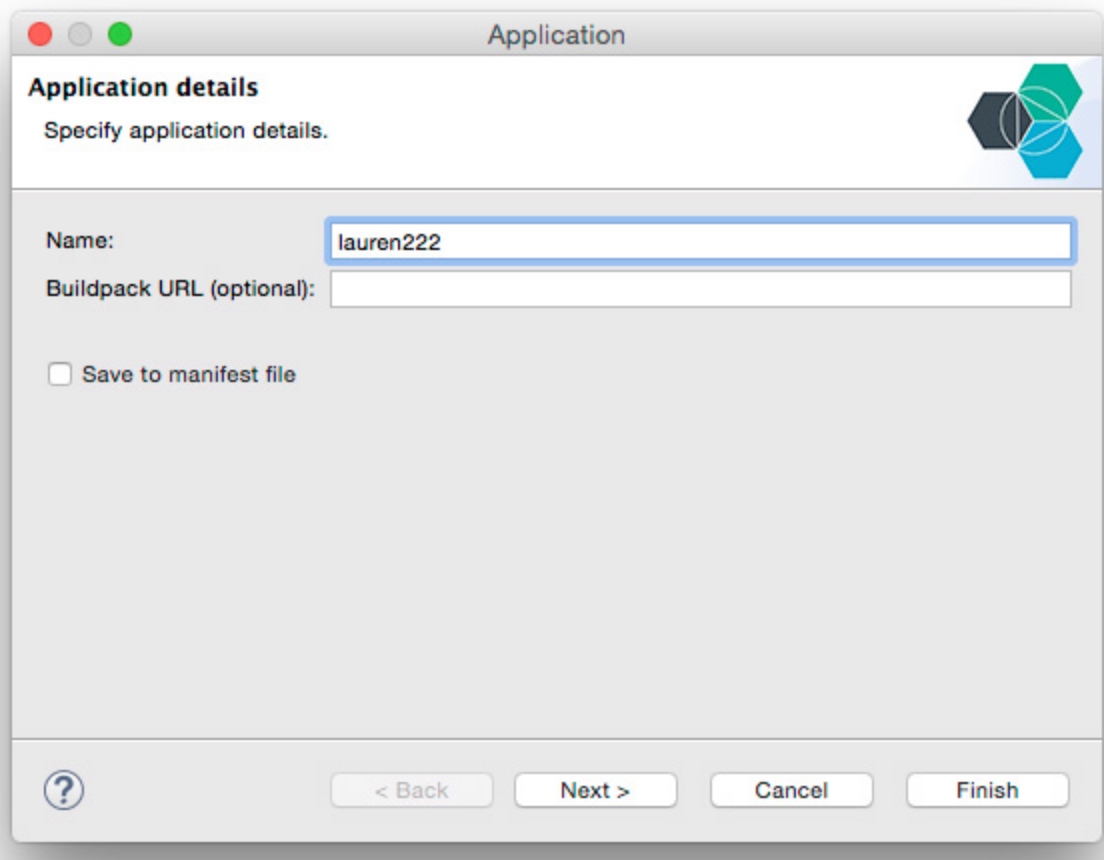 Application
Application details
Specify application details.
Name: lauren222
Buildpack URL (optional):
Save to manifest file
? < Back Next > Cancel Finish